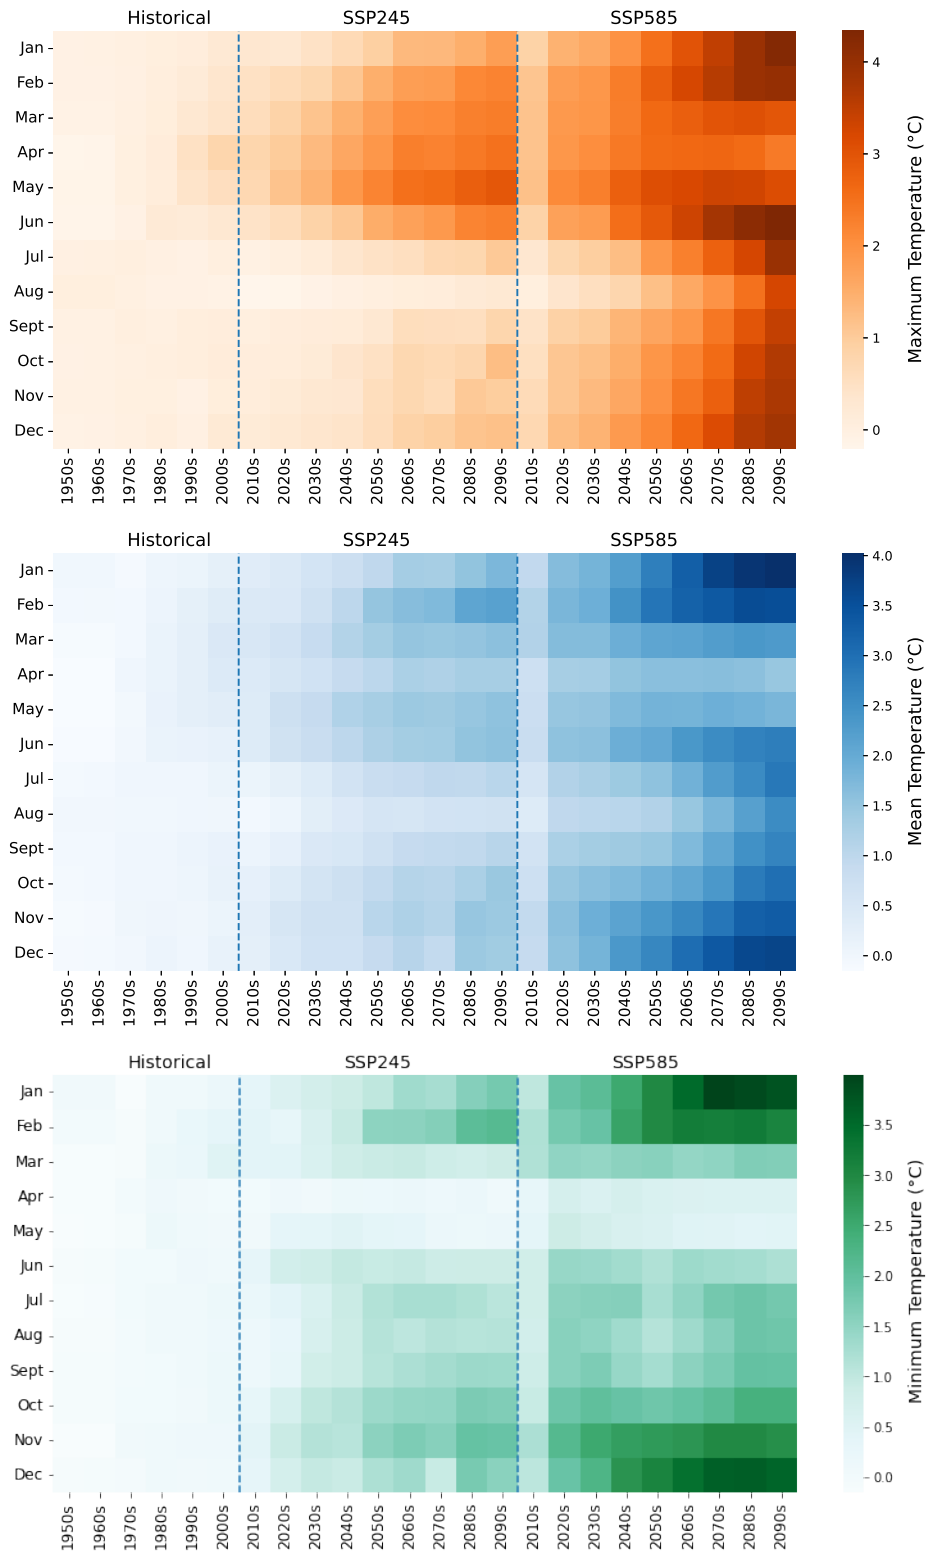 Historical SSP245 SSP585
Jan
Feb
Mar
Apr
May
Jun
Jul
Aug
Sept
Oct
Nov
Dec
1950s 1960s 1970s 1980s 1990s 2000s 2010s 2020s 2030s 2040s 2050s 2060s 2070s 2080s 2090s 2010s 2020s 2030s 2040s 2050s 2060s 2070s 2080s 2090s
4
3
2
1
0
Maximum Temperature (°C)
Historical SSP245 SSP585
Jan
Feb
Mar
Apr
May
Jun
Jul
Aug
Sept
Oct
Nov
Dec
1950s 1960s 1970s 1980s 1990s 2000s 2010s 2020s 2030s 2040s 2050s 2060s 2070s 2080s 2090s 2010s 2020s 2030s 2040s 2050s 2060s 2070s 2080s 2090s
4.0
3.5
3.0
2.5
2.0
1.5
1.0
0.5
0.0
Mean Temperature (°C)
Historical SSP245 SSP585
Jan
Feb
Mar
Apr
May
Jun
Jul
Aug
Sept
Oct
Nov
Dec
1950s 1960s 1970s 1980s 1990s 2000s 2010s 2020s 2030s 2040s 2050s 2060s 2070s 2080s 2090s 2010s 2020s 2030s 2040s 2050s 2060s 2070s 2080s 2090s
3.5
3.0
2.5
2.0
1.5
1.0
0.5
0.0
Minimum Temperature (°C)